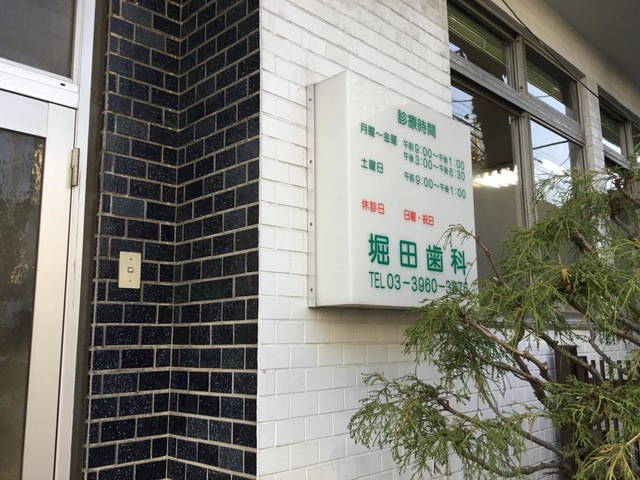 診療時間
月曜～金曜 午前9:00～午後1:00
午後3:00～午後6:30
土曜日 午前9:00～午後1:00
休診日 日曜・祝日
堀田歯科
TEL03-3960-